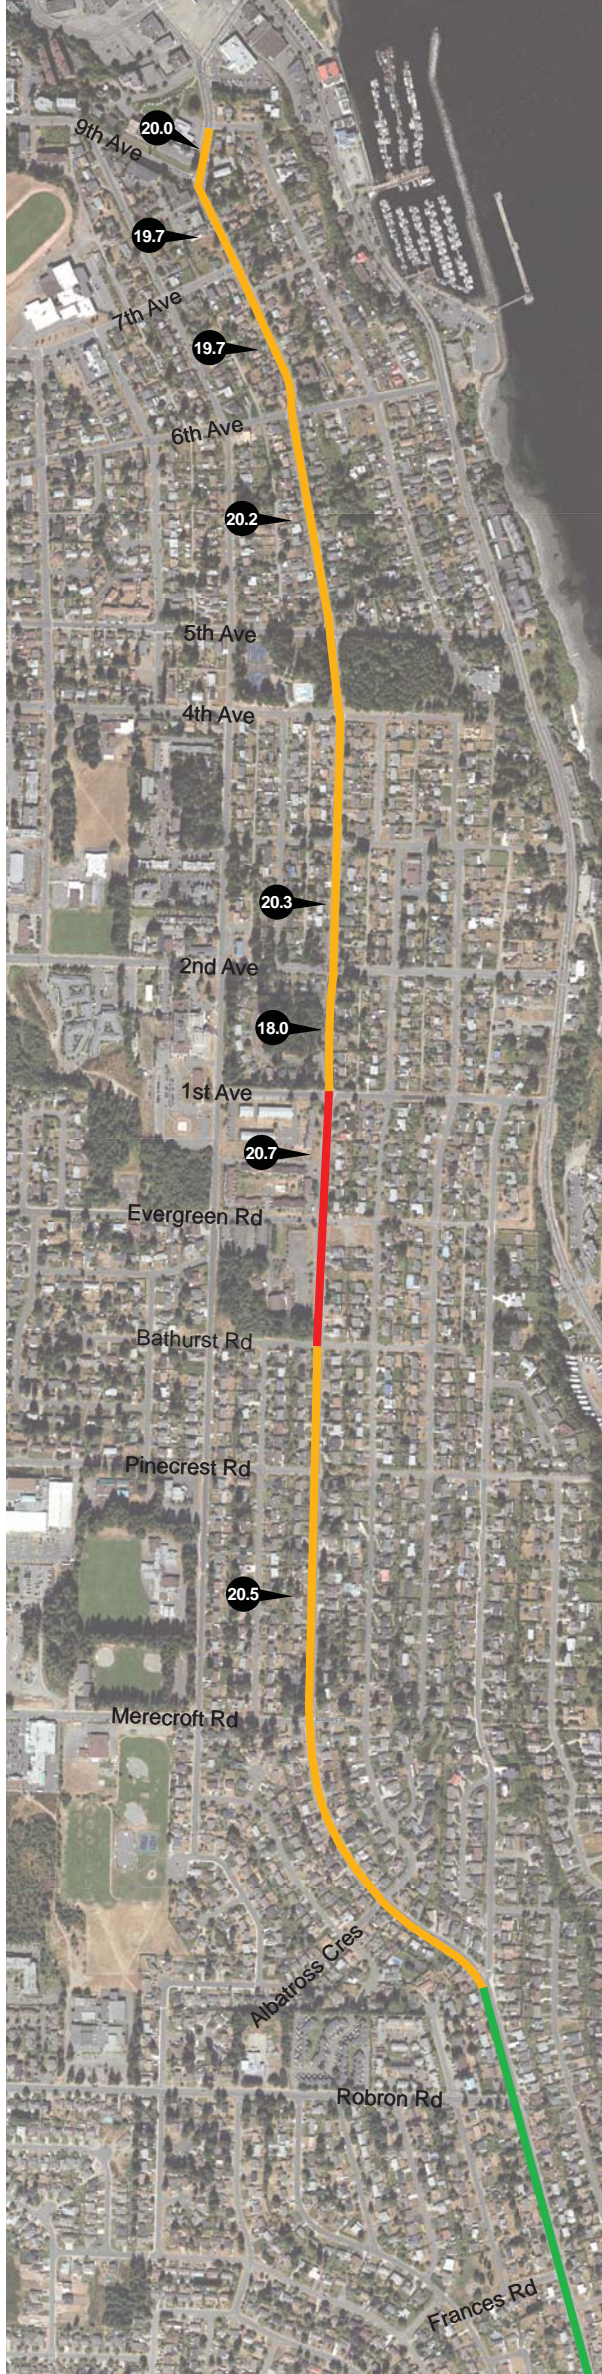 20.0
9th Ave
19.7
7th Ave
19.7
6th Ave
20.2
5th Ave
4th Ave
20.3
2nd Ave
18.0
1st Ave
20.7
Evergreen Rd
Bathurst Rd
Pinecrest Rd
20.5
Merecroft Rd
Albatross Cres
Robron Rd
Frances Rd